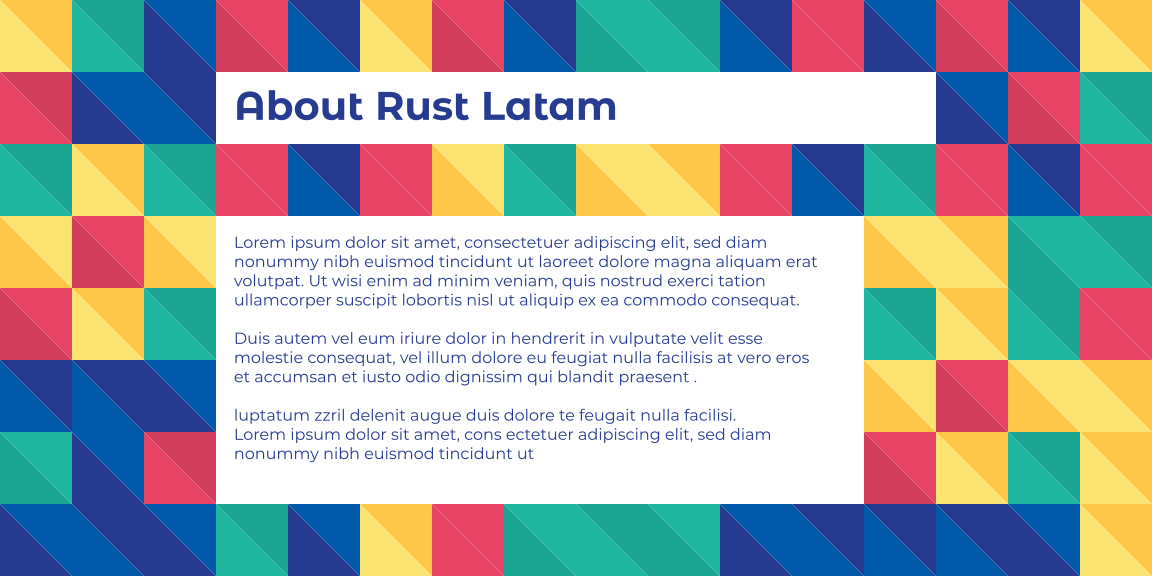 About Rust Latam
Lorem ipsum dolor sit amet, consectetuer adipiscing elit, sed diam
nonummy nibh euismod tincidunt ut laoreet dolore magna aliquam erat
volutpat. Ut wisi enim ad minim veniam, quis nostrud exerci tation
ullamcorper suscipit lobortis nisl ut aliquip ex ea commodo consequat.
Duis autem vel eum iriure dolor in hendrerit in vulputate velit esse
molestie consequat, vel illum dolore eu feugiat nulla facilisis at vero eros
et accumsan et iusto odio dignissim qui blandit praesent .
luptatum zzril delenit augue duis dolore te feugait nulla facilisi.
Lorem ipsum dolor sit amet, cons ectetuer adipiscing elit, sed diam
nonummy nibh euismod tincidunt ut